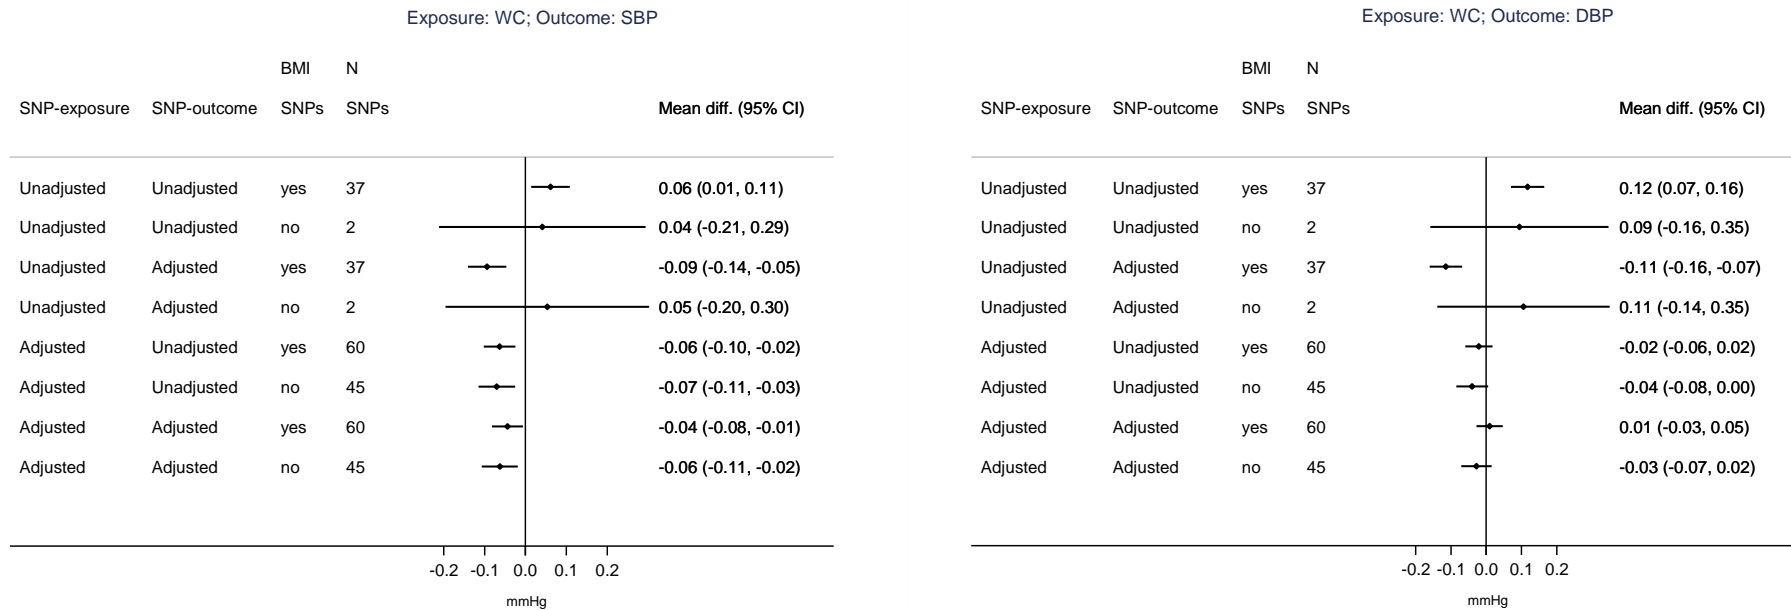 Exposure: WC; Outcome: SBP
BMI N
SNP-exposure SNP-outcome SNPs SNPs Mean diff. (95% CI)
Unadjusted Unadjusted yes 37 0.06 (0.01, 0.11)
Unadjusted Unadjusted no 2 0.04 (-0.21, 0.29)
Unadjusted Adjusted yes 37 -0.09 (-0.14, -0.05)
Unadjusted Adjusted no 2 0.05 (-0.20, 0.30)
Adjusted Unadjusted yes 60 -0.06 (-0.10, -0.02)
Adjusted Unadjusted no 45 -0.07 (-0.11, -0.03)
Adjusted Adjusted yes 60 -0.04 (-0.08, -0.01)
Adjusted Adjusted no 45 -0.06 (-0.11, -0.02)
-0.2 -0.1 0.0 0.1 0.2
mmHg
Exposure: WC; Outcome: DBP
BMI N
SNP-exposure SNP-outcome SNPs SNPs Mean diff. (95% CI)
Unadjusted Unadjusted yes 37 0.12 (0.07, 0.16)
Unadjusted Unadjusted no 2 0.09 (-0.16, 0.35)
Unadjusted Adjusted yes 37 -0.11 (-0.16, -0.07)
Unadjusted Adjusted no 2 0.11 (-0.14, 0.35)
Adjusted Unadjusted yes 60 -0.02 (-0.06, 0.02)
Adjusted Unadjusted no 45 -0.04 (-0.08, 0.00)
Adjusted Adjusted yes 60 0.01 (-0.03, 0.05)
Adjusted Adjusted no 45 -0.03 (-0.07, 0.02)
-0.2 -0.1 0.0 0.1 0.2
mmHg